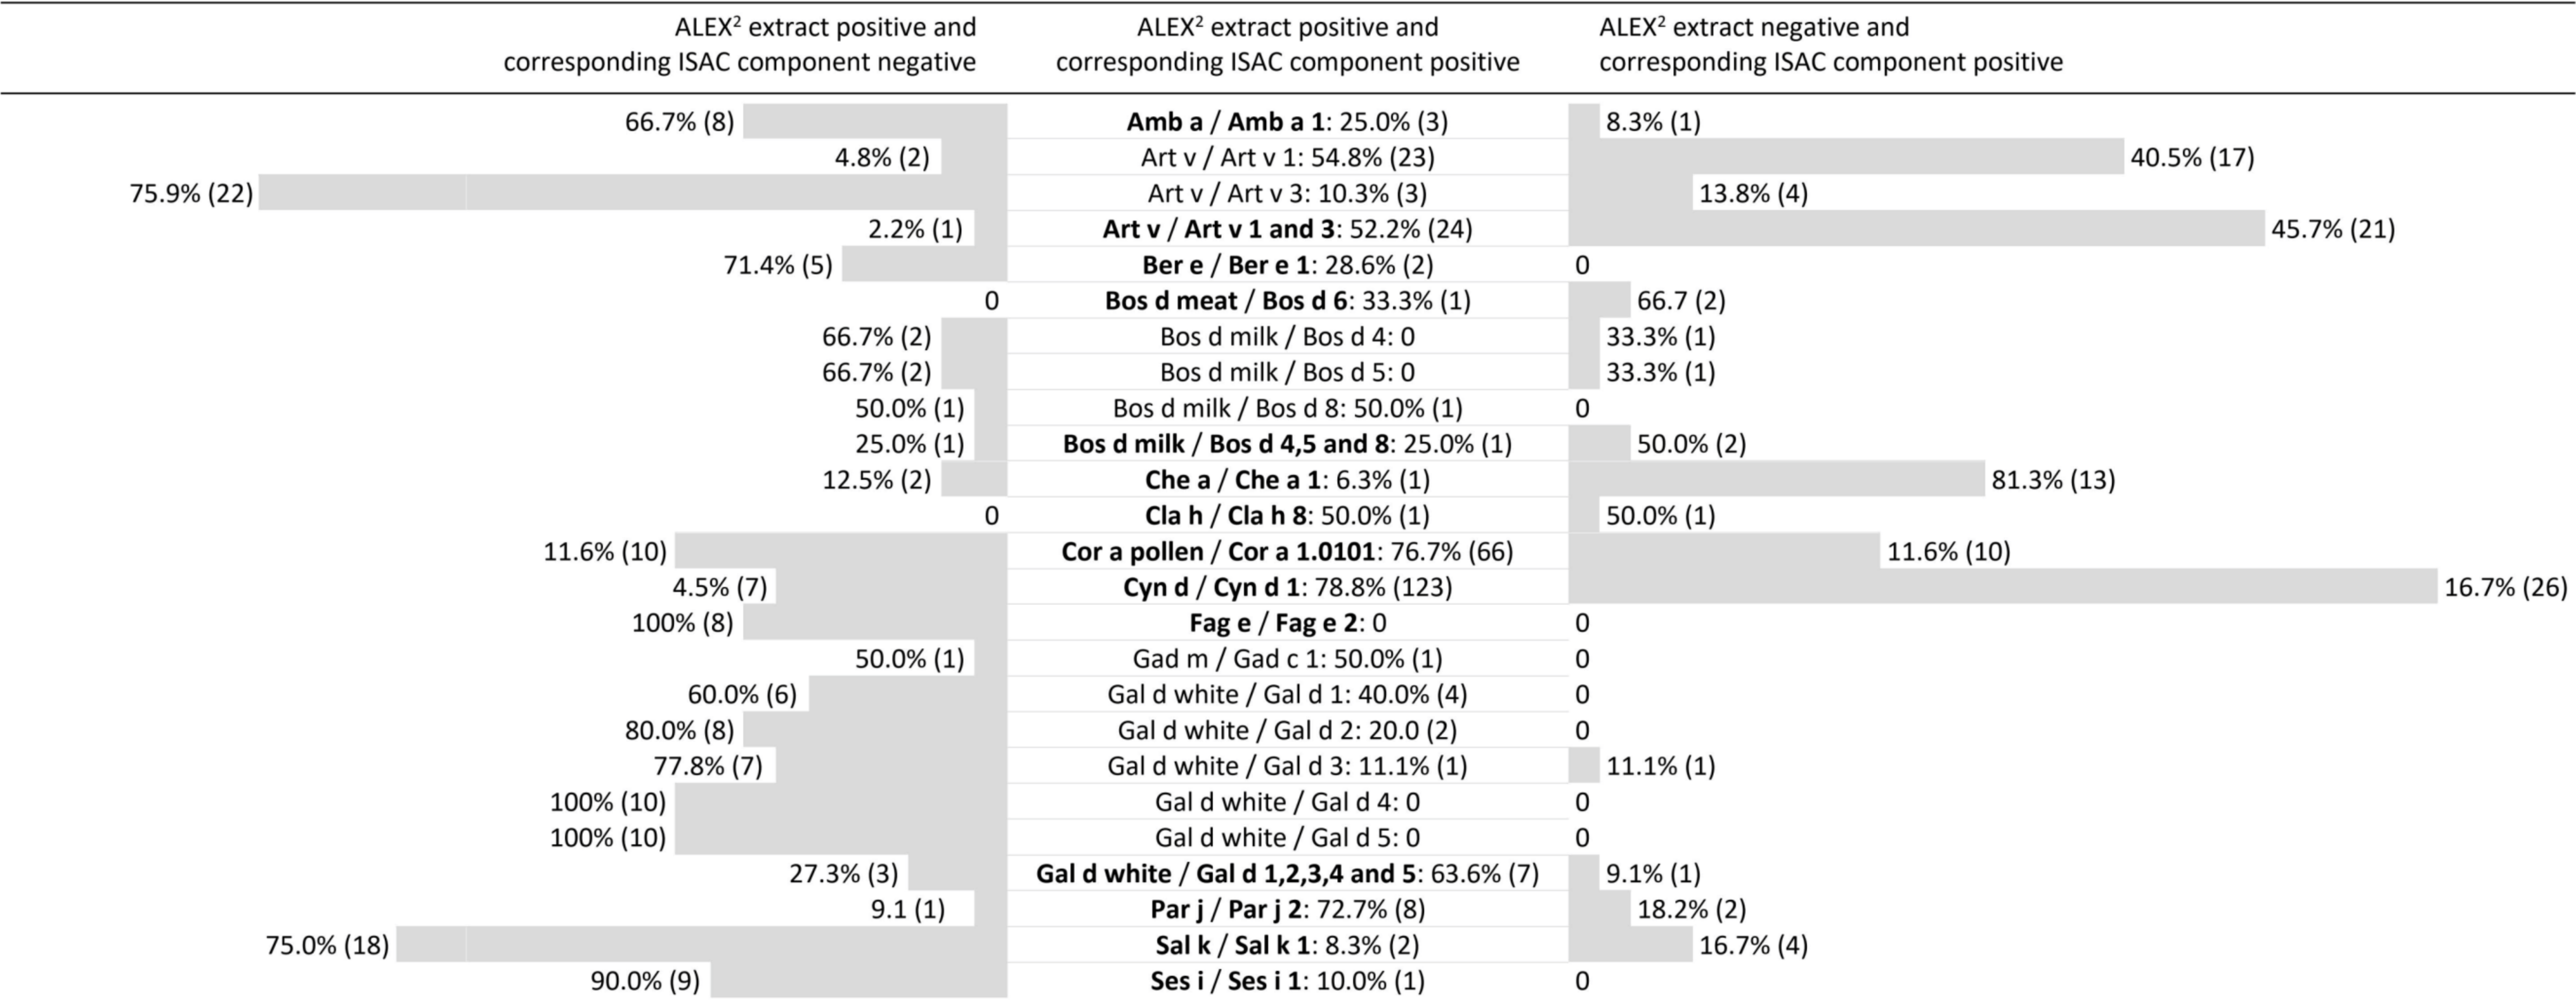 ALEX² extract positive and
corresponding ISAC component negative
ALEX² extract positive and
corresponding ISAC component positive
ALEX² extract negative and
corresponding ISAC component positive
66.7% (8) Amb a / Amb a 1: 25.0% (3) 8.3% (1)
4.8% (2) Art v / Art v 1: 54.8% (23) 40.5% (17)
75.9% (22) Art v / Art v 3: 10.3% (3) 13.8% (4)
2.2% (1) Art v / Art v 1 and 3: 52.2% (24) 45.7% (21)
71.4% (5) Ber e / Ber e 1: 28.6% (2) 0
0 Bos d meat / Bos d 6: 33.3% (1) 66.7 (2)
66.7% (2) Bos d milk / Bos d 4: 0 33.3% (1)
66.7% (2) Bos d milk / Bos d 5: 0 33.3% (1)
50.0% (1) Bos d milk / Bos d 8: 50.0% (1) 0
25.0% (1) Bos d milk / Bos d 4,5 and 8: 25.0% (1) 50.0% (2)
12.5% (2) Che a / Che a 1: 6.3% (1) 81.3% (13)
0 Cla h / Cla h 8: 50.0% (1) 50.0% (1)
11.6% (10) Cor a pollen / Cor a 1.0101: 76.7% (66) 11.6% (10)
4.5% (7) Cyn d / Cyn d 1: 78.8% (123) 16.7% (26)
100% (8) Fag e / Fag e 2: 0 0
50.0% (1) Gad m / Gad c 1: 50.0% (1) 0
60.0% (6) Gal d white / Gal d 1: 40.0% (4) 0
80.0% (8) Gal d white / Gal d 2: 20.0 (2) 0
77.8% (7) Gal d white / Gal d 3: 11.1% (1) 11.1% (1)
100% (10) Gal d white / Gal d 4: 0 0
100% (10) Gal d white / Gal d 5: 0 0
27.3% (3) Gal d white / Gal d 1,2,3,4 and 5: 63.6% (7) 9.1% (1)
9.1 (1) Par j / Par j 2: 72.7% (8) 18.2% (2)
75.0% (18) Sal k / Sal k 1: 8.3% (2) 16.7% (4)
90.0% (9) Ses i / Ses i 1: 10.0% (1) 0